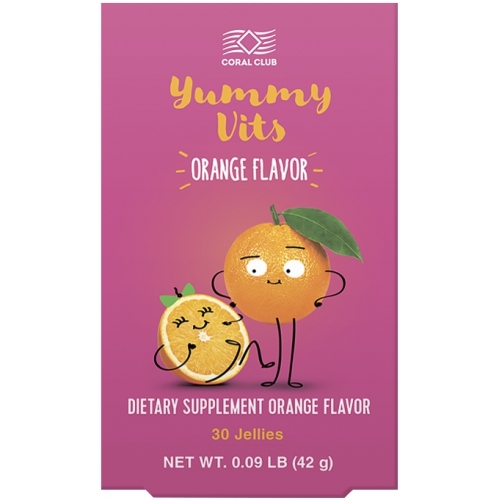 CORAL CLUB
Yummy
Vits
ORANGE FLAVOR
DIETARY SUPPLEMENT ORANGE FLAVOR
30 Jellies
NET WT. 0.09 LB (42 g)